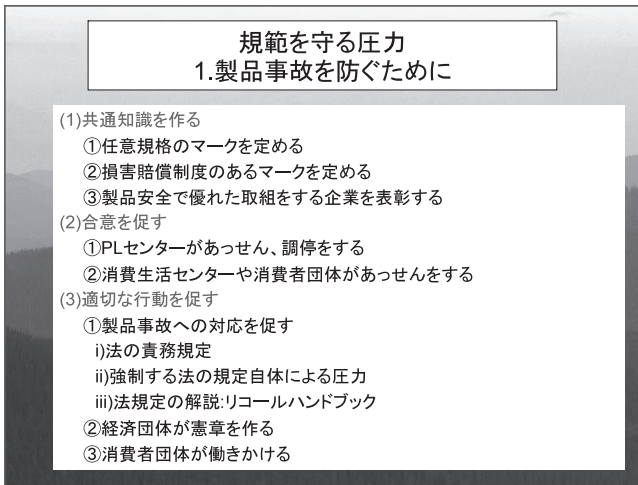 規範を守る圧力
1.製品事故を防ぐために
(1)共通知識を作る
①任意規格のマークを定める
②損害賠償制度のあるマークを定める
③製品安全で優れた取組をする企業を表彰する
(2)合意を促す
①PLセンターがあっせん、調停をする
②消費生活センターや消費者団体があっせんをする
(3)適切な行動を促す
①製品事故への対応を促す
i)法の責務規定
ii)強制する法の規定自体による圧力
iii)法規定の解説:リコールハンドブック
②経済団体が憲章を作る
③消費者団体が働きかける